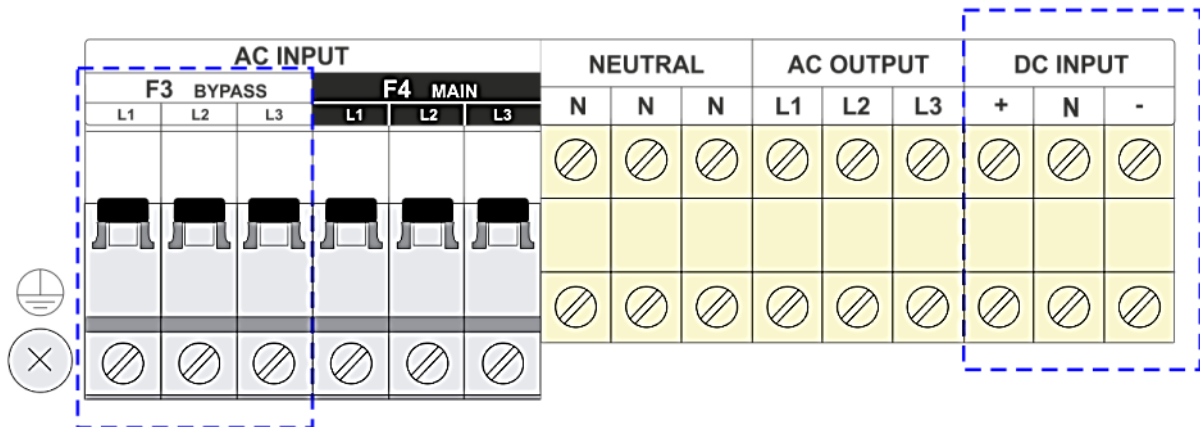 AC INPUT NEUTRAL AC OUTPUT DC INPUT
F3 BYPASS F4 MAIN
L1 L2 L3 L1 L2 L3 N N N L1 L2 L3 + N -